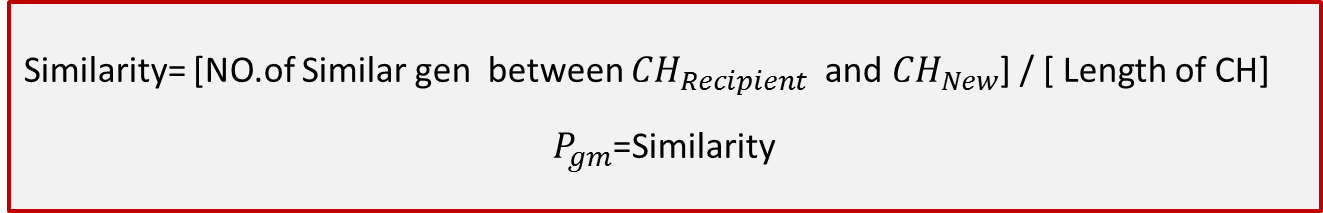 Similarity= [NO.of Similar gen between CH_Recipient and CH_New] / [ Length of CH]
P_gm=Similarity